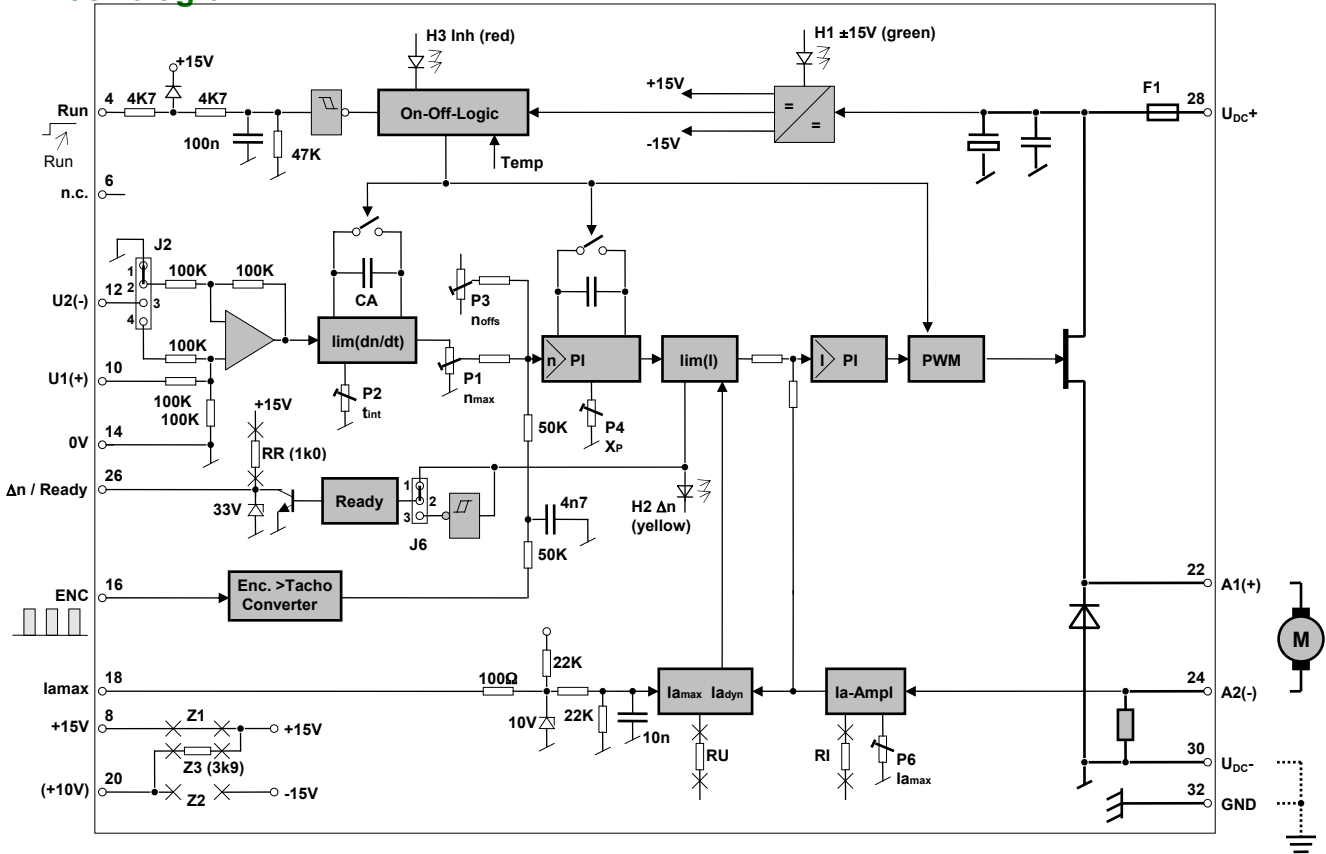 H3 Inh (red)
H1 ±15V (green)
+15V
Run
4
4K7
4K7
100n
47K
On-Off-Logic
Temp
+15V
-15V
=
=
F1
28
UDC+
Run
n.c.
6
J2
1
2
3
4
100K
100K
U2(-)
12
100K
U1(+)
10
100K
100K
0V
14
CA
lim(dn/dt)
P2
tint
P3
noffs
P1
nmax
n
PI
P4
XP
lim(I)
I
PI
PWM
+15V
RR (1k0)
Δn / Ready
26
33V
Ready
1
2
3
J6
50K
4n7
50K
H2 Δn
(yellow)
ENC
16
Enc. >Tacho
Converter
22
A1(+)
M
Iamax
18
100Ω
22K
22K
10V
10n
Iamax Iadyn
RU
Ia-Ampl
RI
P6
Iamax
24
A2(-)
+15V
8
Z1
+15V
Z3 (3k9)
(+10V)
20
Z2
-15V
30
UDC-
32
GND